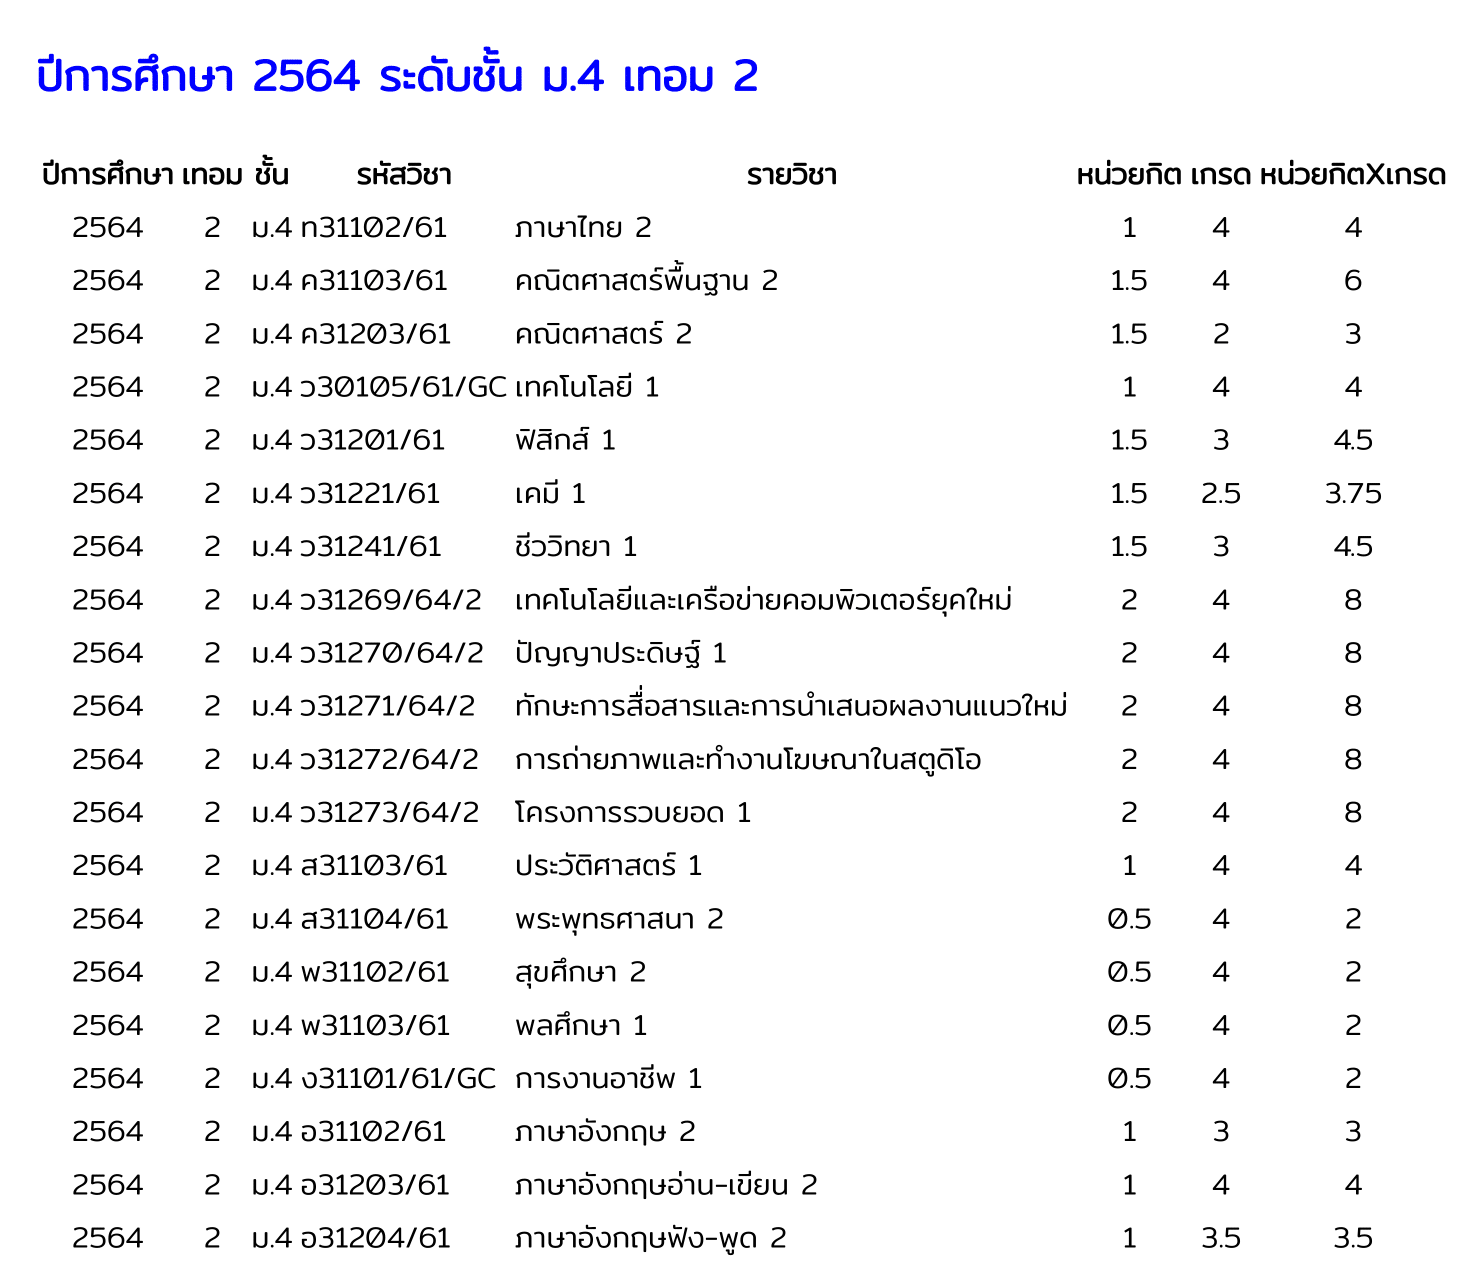 ปีการศึกษา 2564 ระดับชั้น ม.4 เทอม 2
ปีการศึกษา เทอม ชั้น รหัสวิชา รายวิชา หน่วยกิต เกรด หน่วยกิตXเกรด
2564 2 ม.4 ท31102/61 ภาษาไทย 2 1 4 4
2564 2 ม.4 ค31103/61 คณิตศาสตร์พื้นฐาน 2 1.5 4 6
2564 2 ม.4 ค31203/61 คณิตศาสตร์ 2 1.5 2 3
2564 2 ม.4 ว30105/61/GC เทคโนโลยี 1 1 4 4
2564 2 ม.4 ว31201/61 ฟิสิกส์ 1 1.5 3 4.5
2564 2 ม.4 ว31221/61 เคมี 1 1.5 2.5 3.75
2564 2 ม.4 ว31241/61 ชีววิทยา 1 1.5 3 4.5
2564 2 ม.4 ว31269/64/2 เทคโนโลยีและเครือข่ายคอมพิวเตอร์ยุคใหม่ 2 4 8
2564 2 ม.4 ว31270/64/2 ปัญญาประดิษฐ์ 1 2 4 8
2564 2 ม.4 ว31271/64/2 ทักษะการสื่อสารและการนำเสนอผลงานแนวใหม่ 2 4 8
2564 2 ม.4 ว31272/64/2 การถ่ายภาพและทำงานโฆษณาในสตูดิโอ 2 4 8
2564 2 ม.4 ว31273/64/2 โครงการรวบยอด 1 2 4 8
2564 2 ม.4 ส31103/61 ประวัติศาสตร์ 1 1 4 4
2564 2 ม.4 ส31104/61 พระพุทธศาสนา 2 0.5 4 2
2564 2 ม.4 พ31102/61 สุขศึกษา 2 0.5 4 2
2564 2 ม.4 พ31103/61 พลศึกษา 1 0.5 4 2
2564 2 ม.4 ง31101/61/GC การงานอาชีพ 1 0.5 4 2
2564 2 ม.4 อ31102/61 ภาษาอังกฤษ 2 1 3 3
2564 2 ม.4 อ31203/61 ภาษาอังกฤษอ่าน-เขียน 2 1 4 4
2564 2 ม.4 อ31204/61 ภาษาอังกฤษฟัง-พูด 2 1 3.5 3.5